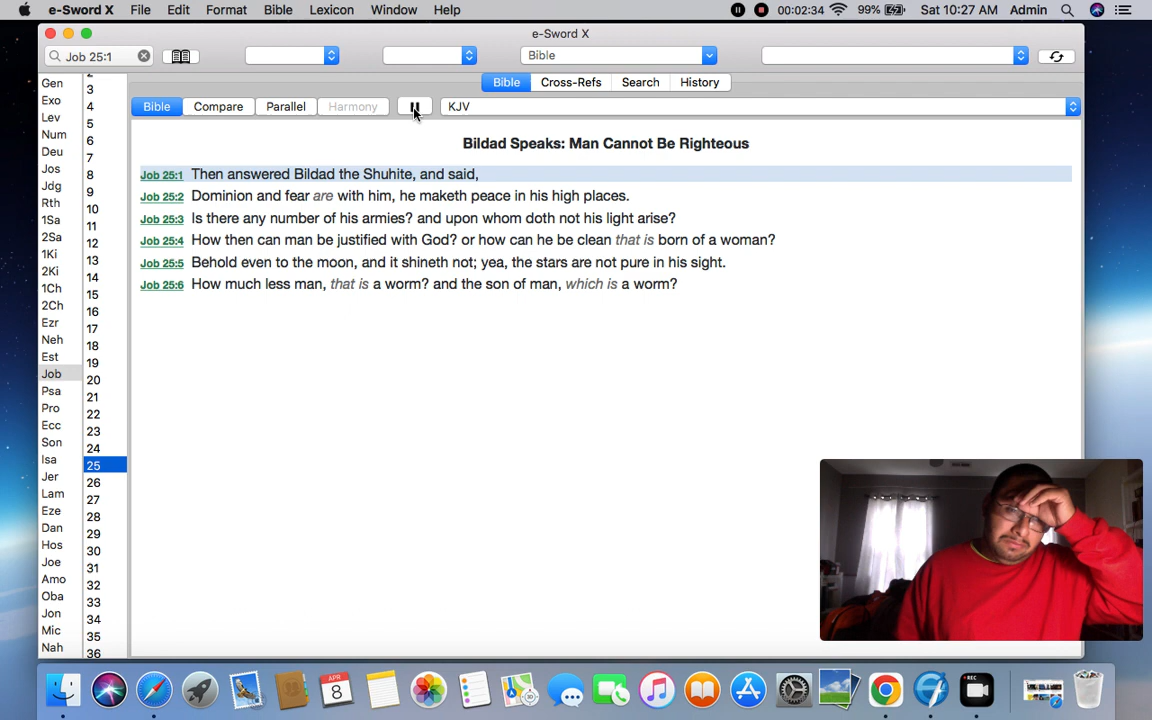 e-Sword X File Edit Format Bible Lexicon Window Help 00:02:34 99% Sat 10:27 AM Admin
e-Sword X
Job 25:1 Bible
Bible Cross-Refs Search History
Bible Compare Parallel Harmony KJV
Gen
Exo
Lev
Num
Deu
Jos
Jdg
Rth
1Sa
2Sa
1Ki
2Ki
1Ch
2Ch
Ezr
Neh
Est
Job
Psa
Pro
Ecc
Son
Isa
Jer
Lam
Eze
Dan
Hos
Joe
Amo
Oba
Jon
Mic
Nah
3
4
5
6
7
8
9
10
11
12
13
14
15
16
17
18
19
20
21
22
23
24
25
26
27
28
29
30
31
32
33
34
35
36
Bildad Speaks: Man Cannot Be Righteous
Job 25:1 Then answered Bildad the Shuhite, and said,
Job 25:2 Dominion and fear are with him, he maketh peace in his high places.
Job 25:3 Is there any number of his armies? and upon whom doth not his light arise?
Job 25:4 How then can man be justified with God? or how can he be clean that is born of a woman?
Job 25:5 Behold even to the moon, and it shineth not; yea, the stars are not pure in his sight.
Job 25:6 How much less man, that is a worm? and the son of man, which is a worm?
APR
8
REC